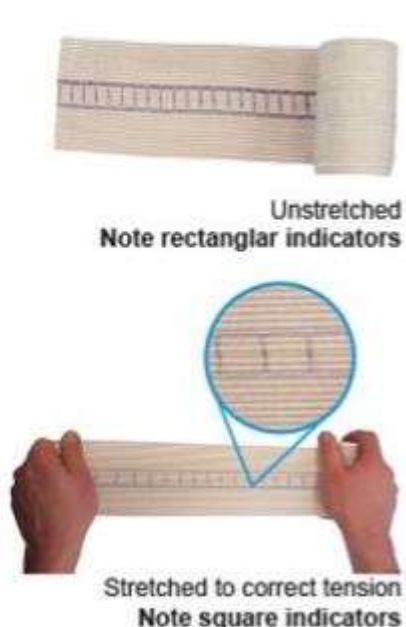 Unstretched
Note rectanglar indicators
Stretched to correct tension
Note square indicators